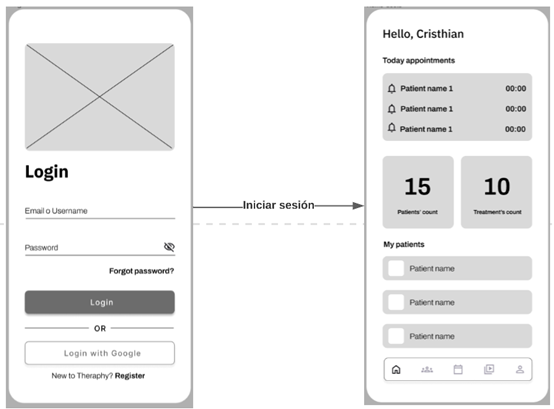 Login
Email o Username
Password
Forgot password?
Login
OR
Login with Google
New to Theraphy? Register
Iniciar sesión
Hello, Cristhian
Today appointments
Patient name 1 00:00
Patient name 1 00:00
Patient name 1 00:00
15
Patients' count
10
Treatment's count
My patients
Patient name
Patient name
Patient name